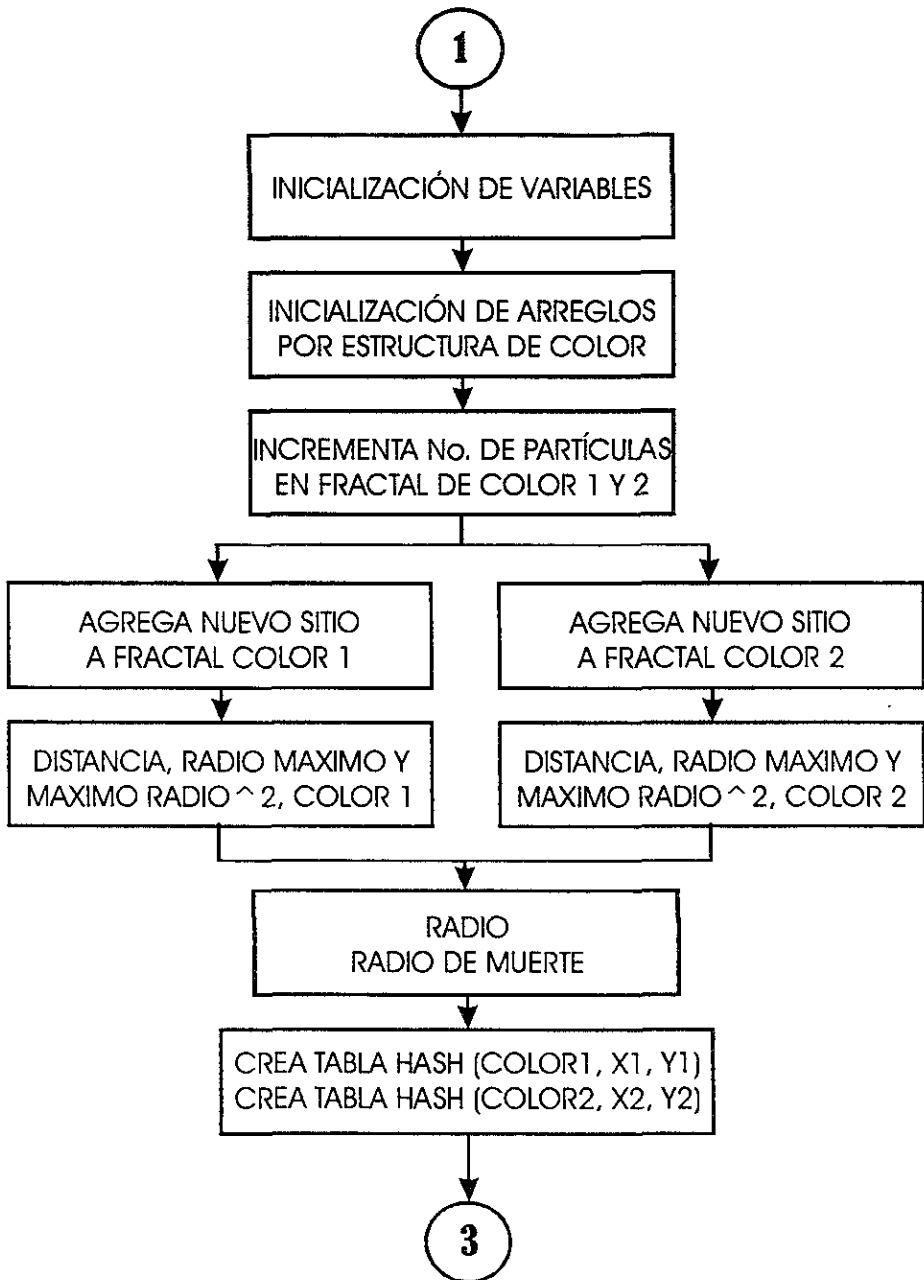 1
INICIALIZACIÓN DE VARIABLES
INICIALIZACIÓN DE ARREGLOS
POR ESTRUCTURA DE COLOR
INCREMENTA No. DE PARTÍCULAS
EN FRACTAL DE COLOR 1 Y 2
AGREGA NUEVO SITIO
A FRACTAL COLOR 1
AGREGA NUEVO SITIO
A FRACTAL COLOR 2
DISTANCIA, RADIO MAXIMO Y
MAXIMO RADIO^2, COLOR 1
DISTANCIA, RADIO MAXIMO Y
MAXIMO RADIO^2, COLOR 2
RADIO
RADIO DE MUERTE
CREA TABLA HASH (COLOR1, X1, Y1)
CREA TABLA HASH (COLOR2, X2, Y2)
3